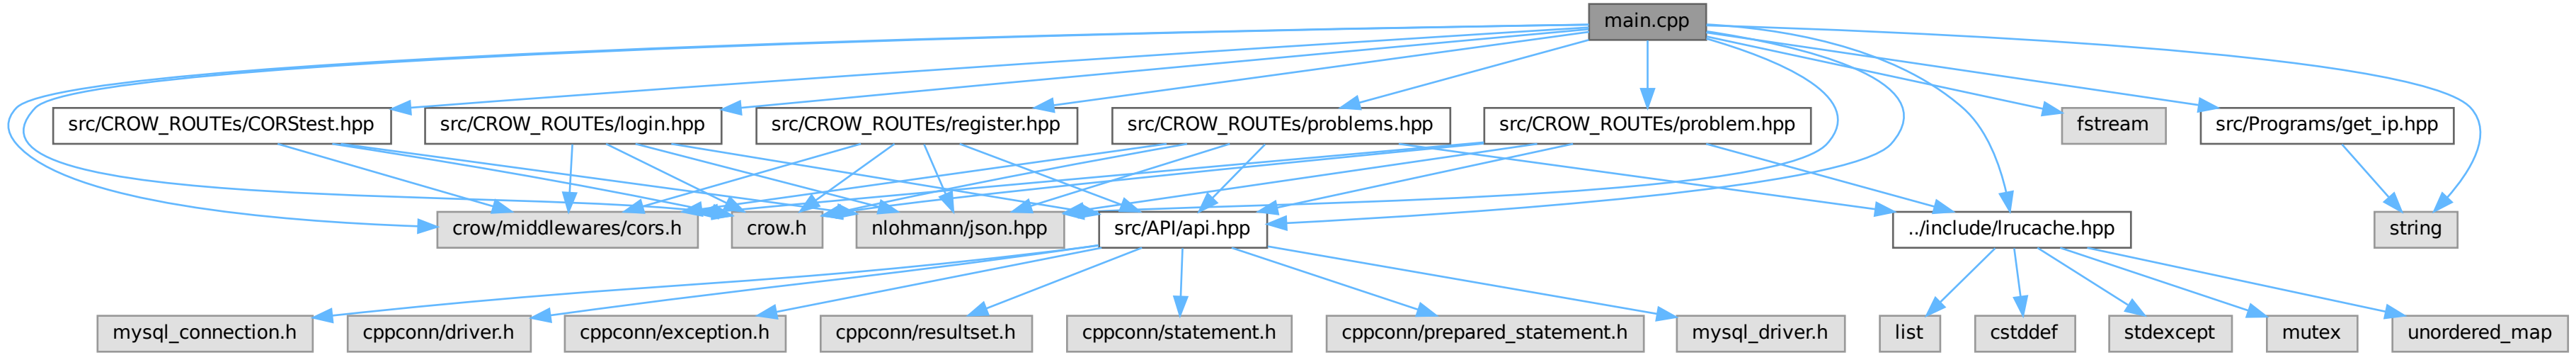 main.cpp
src/CROW_ROUTEs/CORStest.hpp
src/CROW_ROUTEs/login.hpp
src/CROW_ROUTEs/register.hpp
src/CROW_ROUTEs/problems.hpp
src/CROW_ROUTEs/problem.hpp
fstream
src/Programs/get_ip.hpp
crow/middlewares/cors.h
crow.h
nlohmann/json.hpp
src/API/api.hpp
../include/lrucache.hpp
string
mysql_connection.h
cppconn/driver.h
cppconn/exception.h
cppconn/resultset.h
cppconn/statement.h
cppconn/prepared_statement.h
mysql_driver.h
list
cstddef
stdexcept
mutex
unordered_map